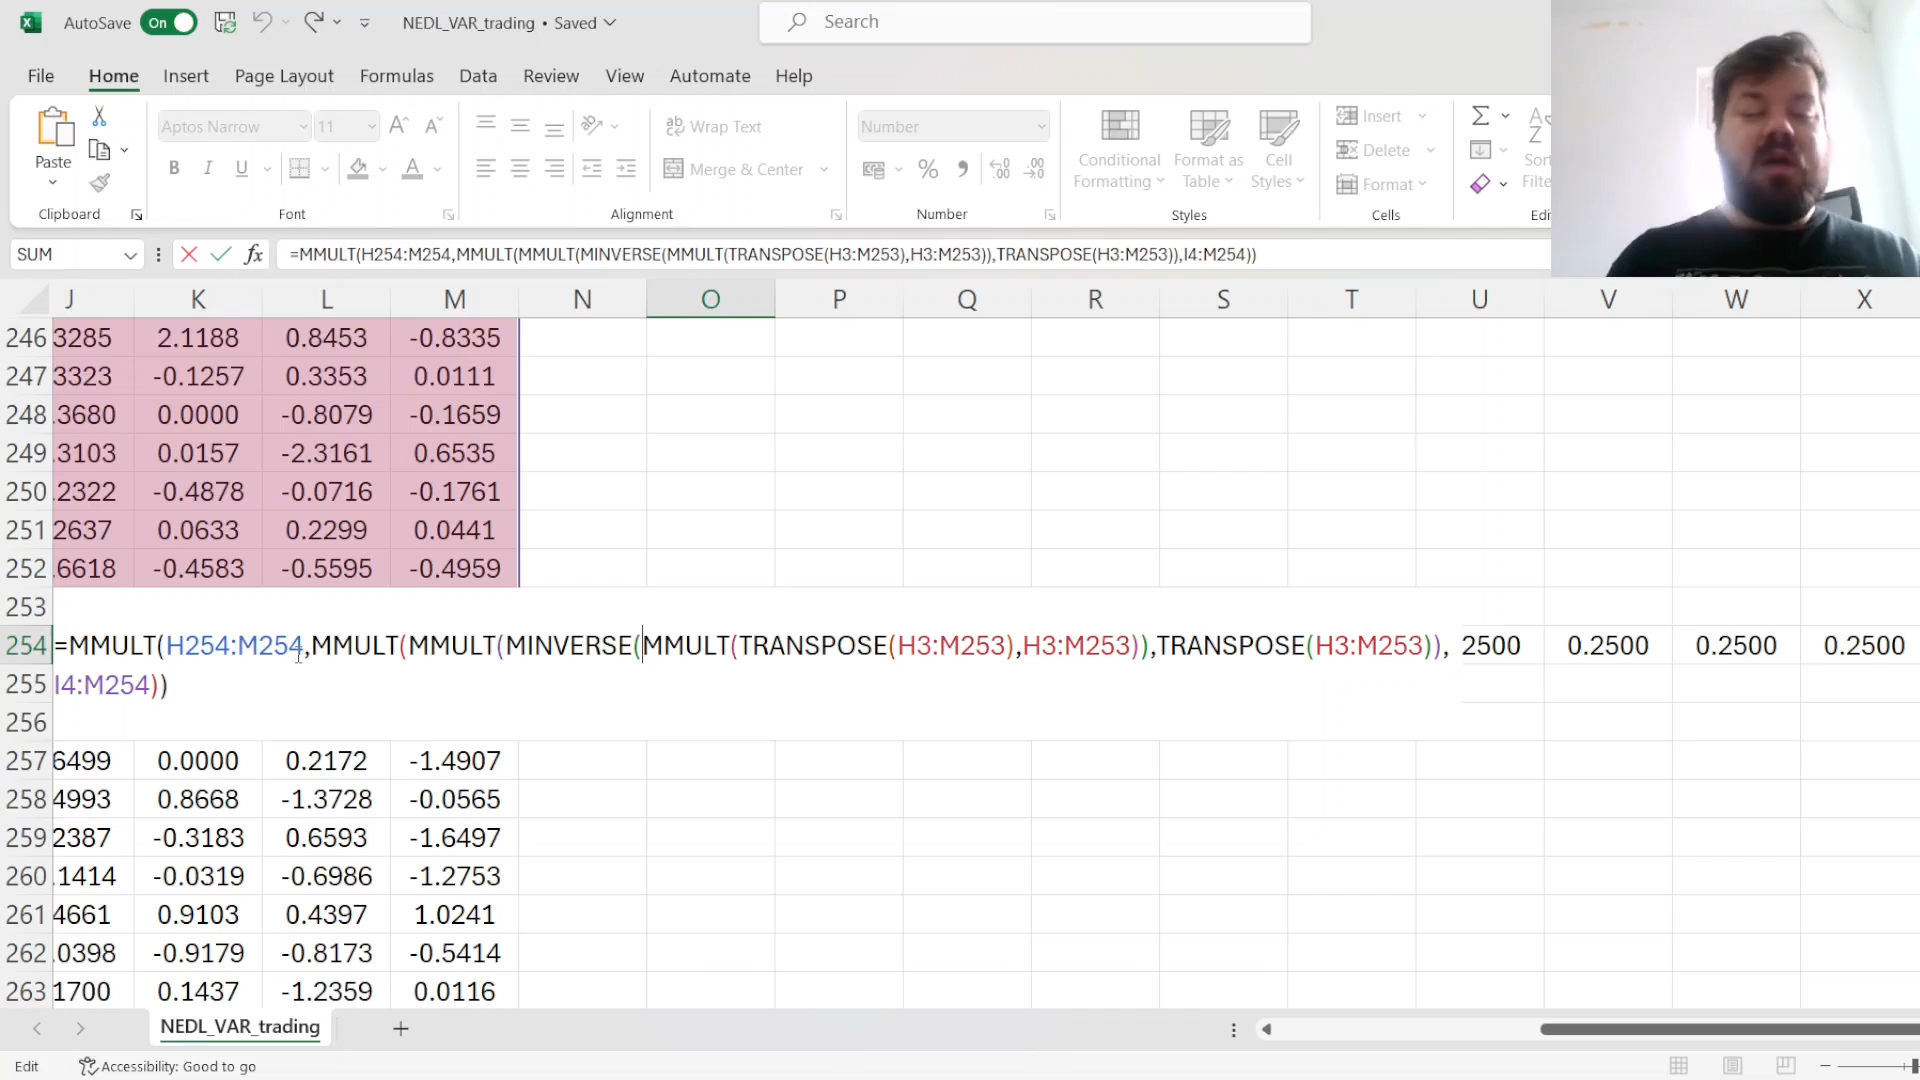 AutoSave On NEDL_VAR_trading • Saved Search
File Home Insert Page Layout Formulas Data Review View Automate Help
Paste Aptos Narrow 11 Wrap Text Number Conditional Formatting Format as Table Cell Styles Insert
B I U Merge & Center Delete
Format
Clipboard Font Alignment Number Styles Cells
SUM fx =MMULT(H254:M254,MMULT(MMULT(MINVERSE(MMULT(TRANSPOSE(H3:M253),H3:M253)),TRANSPOSE(H3:M253)),I4:M254))
J K L M N O P Q R S T U V W X
246 3285 2.1188 0.8453 -0.8335
247 3323 -0.1257 0.3353 0.0111
248 .3680 0.0000 -0.8079 -0.1659
249 .3103 0.0157 -2.3161 0.6535
250 .2322 -0.4878 -0.0716 -0.1761
251 2637 0.0633 0.2299 0.0441
252 .6618 -0.4583 -0.5595 -0.4959
253
254 =MMULT(H254:M254,MMULT(MMULT(MINVERSE(MMULT(TRANSPOSE(H3:M253),H3:M253)),TRANSPOSE(H3:M253)), 2500 0.2500 0.2500 0.2500
255 I4:M254))
256
257 6499 0.0000 0.2172 -1.4907
258 4993 0.8668 -1.3728 -0.0565
259 2387 -0.3183 0.6593 -1.6497
260 .1414 -0.0319 -0.6986 -1.2753
261 4661 0.9103 0.4397 1.0241
262 .0398 -0.9179 -0.8173 -0.5414
263 1700 0.1437 -1.2359 0.0116
NEDL_VAR_trading
Edit Accessibility: Good to go